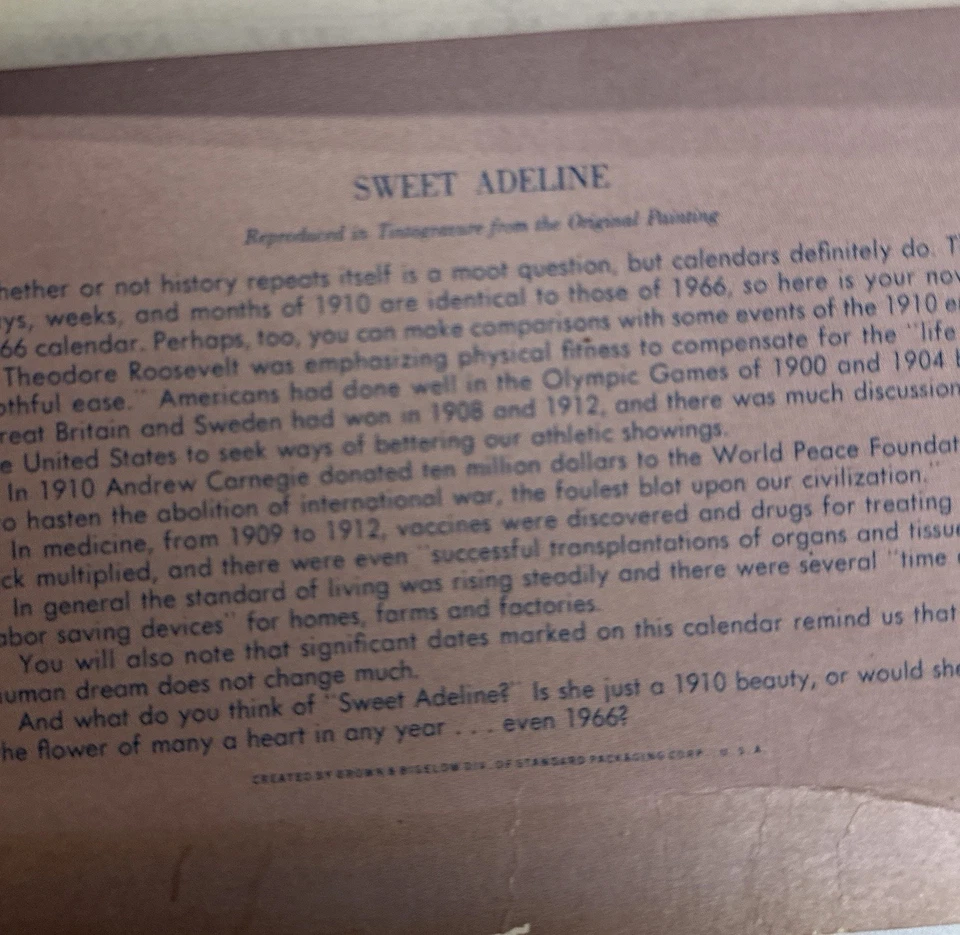 SWEET ADELINE
Reproduced in Tintogravure from the Original Painting
hether or not history repeats itself is a moot question, but calendars definitely do. T
ys, weeks, and months of 1910 are identical to those of 1966, so here is your nov
66 calendar. Perhaps, too, you can make comparisons with some events of the 1910 e
Theodore Roosevelt was emphasizing physical fitness to compensate for the "life
othful ease." Americans had done well in the Olympic Games of 1900 and 1904 b
reat Britain and Sweden had won in 1908 and 1912, and there was much discussion
e United States to seek ways of bettering our athletic showings.
In 1910 Andrew Carnegie donated ten million dollars to the World Peace Foundat
o hasten the abolition of international war, the foulest blot upon our civilization."
In medicine, from 1909 to 1912, vaccines were discovered and drugs for treating
ck multiplied, and there were even "successful transplantations of organs and tissue
In general the standard of living was rising steadily and there were several "time
abor saving devices" for homes, farms and factories.
You will also note that significant dates marked on this calendar remind us that
uman dream does not change much.
And what do you think of "Sweet Adeline?" Is she just a 1910 beauty, or would she
he flower of many a heart in any year . . . even 1966?
CREATED BY BROWN & BIGELOW DIV. OF STANDARD PACKAGING CORP., U. S. A.